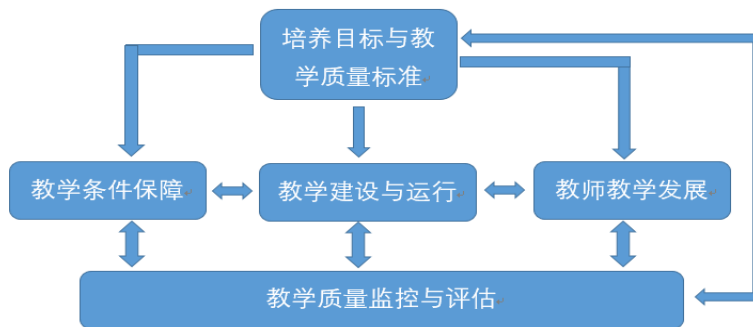 培养目标与教
学质量标准
教学条件保障
教学建设与运行
教师教学发展
教学质量监控与评估